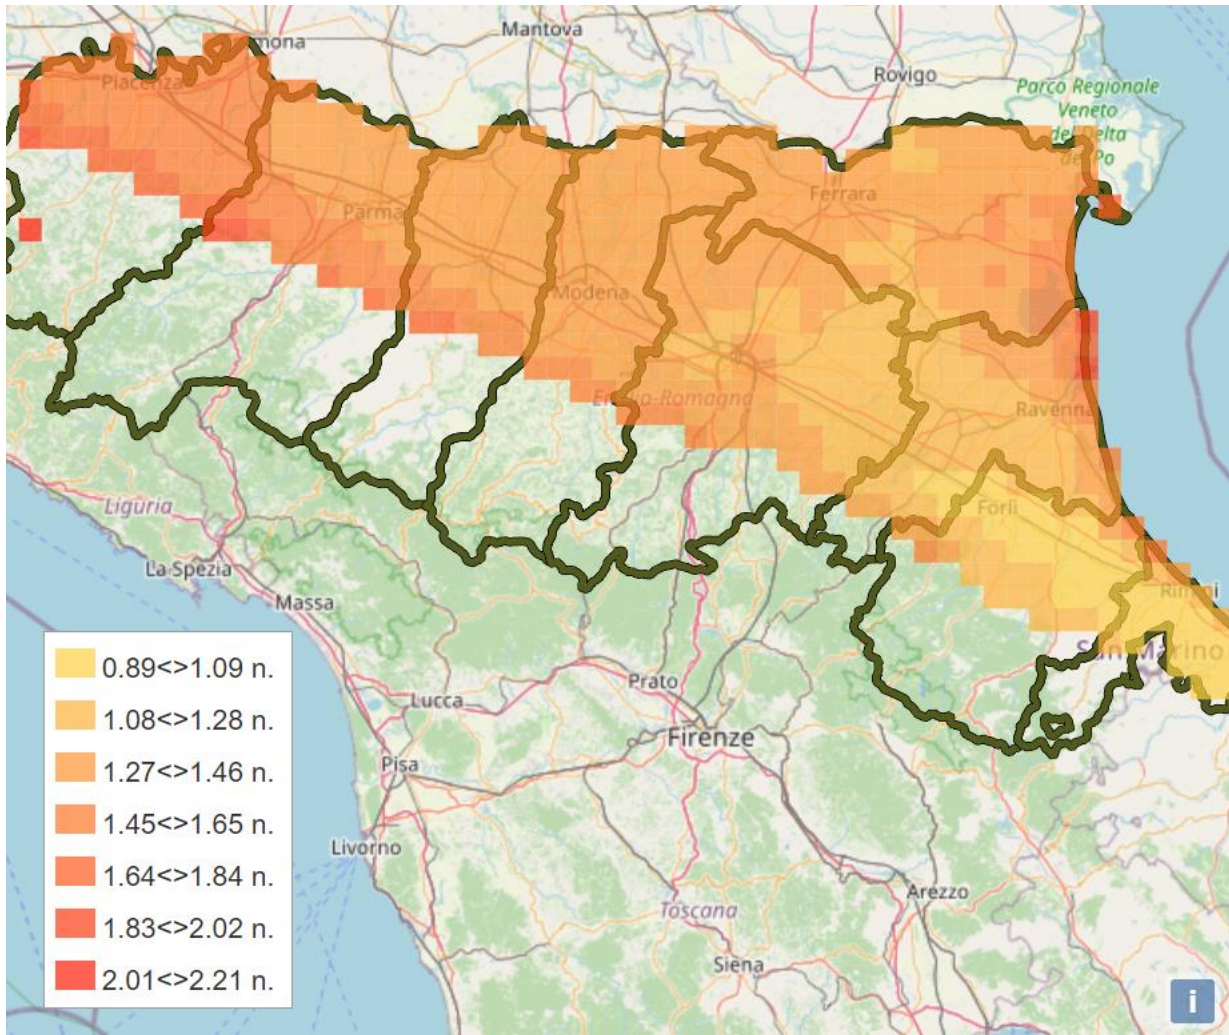 Mantova
mona
Piacenza
Rovigo
Parco Regionale
Veneto
del Delta
del Po
Ferrara
Parma
Modena
Emilia-Romagna
Ravenna
Liguria
Forlì
La Spezia
Massa
Rimini
San Marino
Prato
Lucca
Firenze
Pisa
Livorno
Arezzo
Toscana
Siena
0.89<>1.09 n.
1.08<>1.28 n.
1.27<>1.46 n.
1.45<>1.65 n.
1.64<>1.84 n.
1.83<>2.02 n.
2.01<>2.21 n.
i